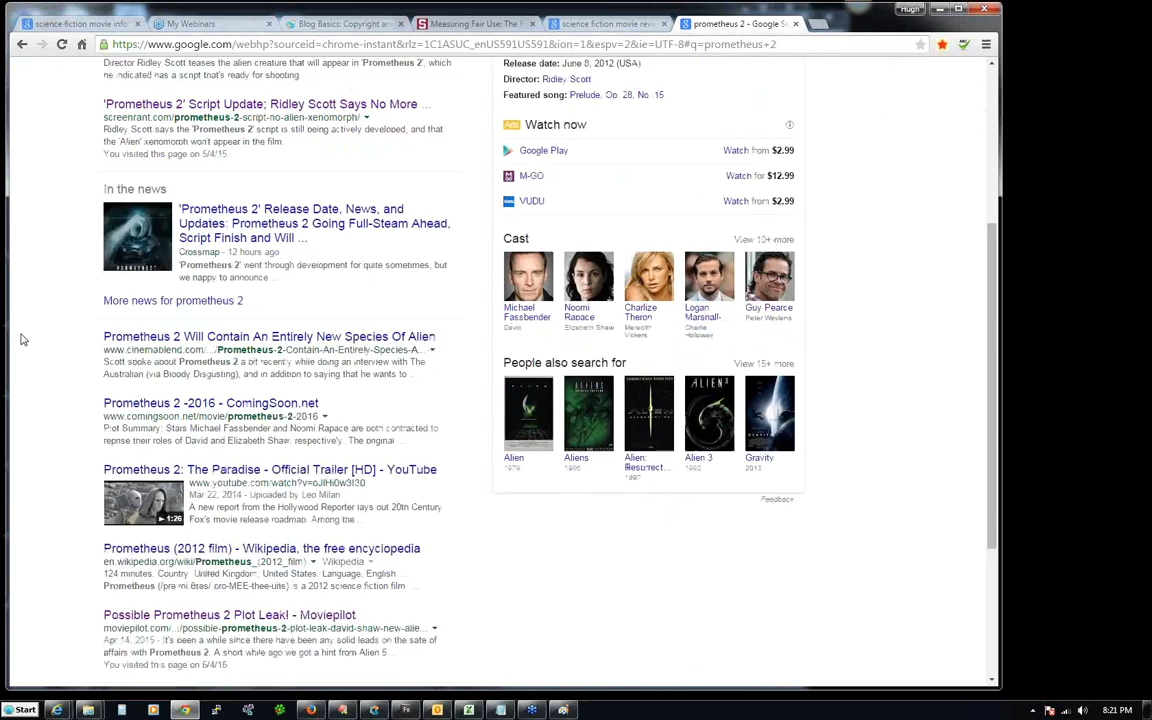 Hugh
science fiction movie info
My Webinars
Blog Basics: Copyright an
Measuring Fair Use: The F
science fiction movie revie
prometheus 2 - Google Se
https://www.google.com/webhp?sourceid=chrome-instant&rlz=1C1ASUC_enUS591US591&ion=1&espv=2&ie=UTF-8#q=prometheus+2
Director Ridley Scott teases the alien creature that will appear in 'Prometheus 2', which
be indicated has a script that's ready for shooting
'Prometheus 2' Script Update; Ridley Scott Says No More ...
screenrant.com/prometheus-2-script-no-alien-xenomorph/
Ridley Scott says the 'Prometheus 2' script is still being actively developed, and that
the 'Alien' xenomorph won't appear in the film.
You visited this page on 5/4/15.
In the news
'Prometheus 2' Release Date, News, and
Updates: Prometheus 2 Going Full-Steam Ahead,
Script Finish and Will ...
Crossmap - 12 hours ago
'Prometheus 2' went through development for quite sometimes, but
we happy to announce ...
More news for prometheus 2
Prometheus 2 Will Contain An Entirely New Species Of Alien
www.cinemablend.com/.../Prometheus-2-Contain-An-Entirely-Species-A...
Scott spoke about Prometheus 2 a bit recently while doing an interview with The
Australian (via Bloody Disgusting), and in addition to saying that he wants to ...
Prometheus 2 -2016 - ComingSoon.net
www.comingsoon.net/movie/prometheus-2-2016
Plot Summary: Stars Michael Fassbender and Noomi Rapace are both contracted to
reprise their roles of David and Elizabeth Shaw, respectively. The original ...
Prometheus 2: The Paradise - Official Trailer [HD] - YouTube
www.youtube.com/watch?v=oJlHi0w3I30
Mar 22, 2014 - Uploaded by Leo Milan
A new report from the Hollywood Reporter lays out 20th Century
Fox's movie release roadmap. Among the ...
1:26
Prometheus (2012 film) - Wikipedia, the free encyclopedia
en.wikipedia.org/wiki/Prometheus_(2012_film) Wikipedia
124 minutes. Country, United Kingdom, United States. Language, English ...
is a 2012 science fiction film ...
Possible Prometheus 2 Plot Leak! - Moviepilot
moviepilot.com/.../possible-prometheus-2-plot-leak-david-shaw-new-alie...
Apr 14, 2015 - It's been a while since there have been any solid leads on the sate of
affairs with Prometheus 2. A short while ago we got a hint from Alien 5 ...
You visited this page on 5/4/15
Release date: June 8, 2012 (USA)
Director: Ridley Scott
Featured song: Prelude, Op. 28, No. 15
Ads Watch now
Google Play Watch from $2.99
M-GO Watch for $12.99
VUDU Watch from $2.99
Cast View 10+ more
Michael
Fassbender
David
Noomi
Rapace
Elizabeth Shaw
Charlize
Theron
Meredith
Vickers
Logan
Marshall-...
Charlie
Holloway
Guy Pearce
Peter Weyland
People also search for View 15+ more
Alien
1979
Aliens
1986
Alien:
Resurrect...
1997
Alien 3
1992
Gravity
2013
Feedback
Start
8:21 PM